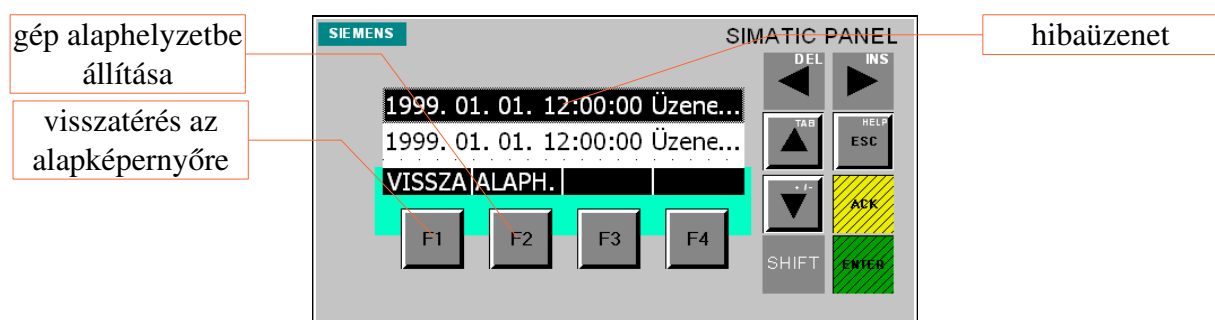 gép alaphelyzetbe
állítása
visszatérés az
alapképernyőre
SIEMENS
SIMATIC PANEL
hibaüzenet
DEL
INS
1999. 01. 01. 12:00:00 Üzene...
TAB
HELP
ESC
1999. 01. 01. 12:00:00 Üzene...
VISSZA ALAPH.
+ /-
ACK
F1 F2 F3 F4
SHIFT
ENTER